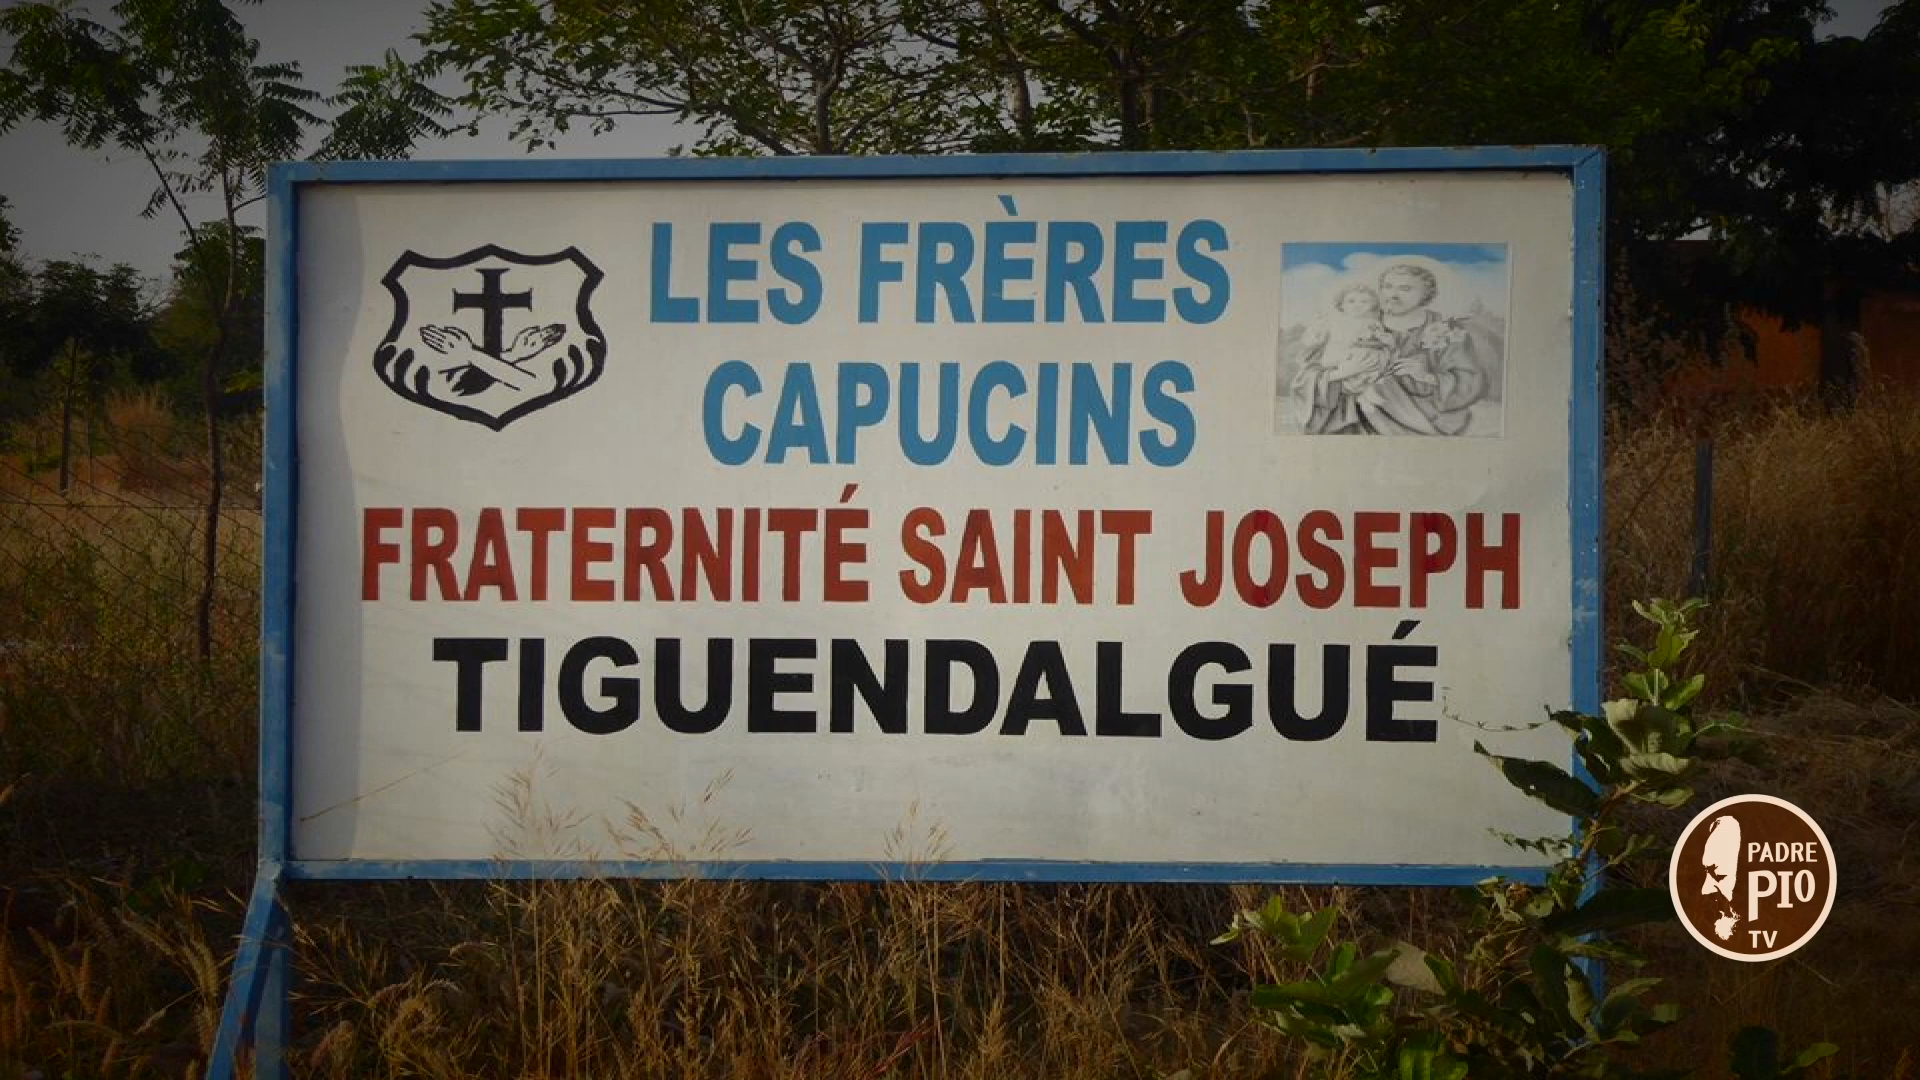 LES FRÈRES
CAPUCINS
FRATERNITÉ SAINT JOSEPH
TIGUENDALGUÉ
PADRE
PIO
TV